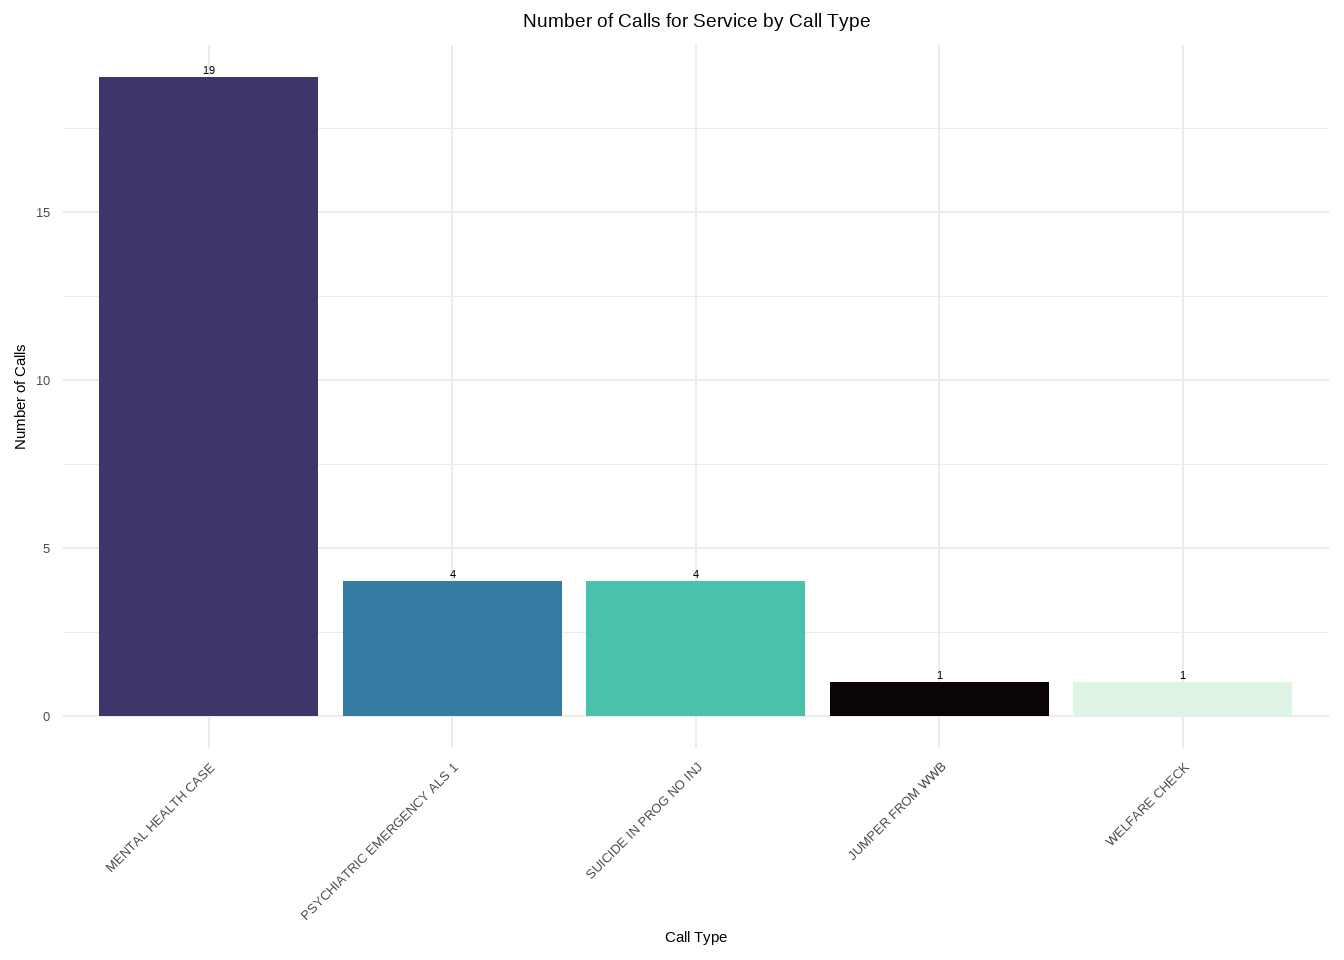 Number of Calls for Service by Call Type
Number of Calls
15
10
5
0
19
4
4
1
1
MENTAL HEALTH CASE
PSYCHIATRIC EMERGENCY ALS 1
SUICIDE IN PROG NO INJ
JUMPER FROM WWB
WELFARE CHECK
Call Type